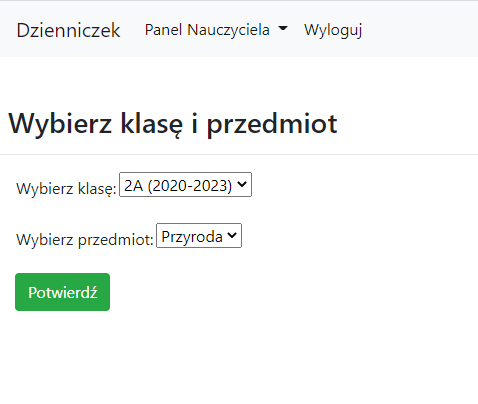 Dzienniczek Panel Nauczyciela Wyloguj
Wybierz klasę i przedmiot
Wybierz klasę: 2A (2020-2023)
Wybierz przedmiot: Przyroda
Potwierdź